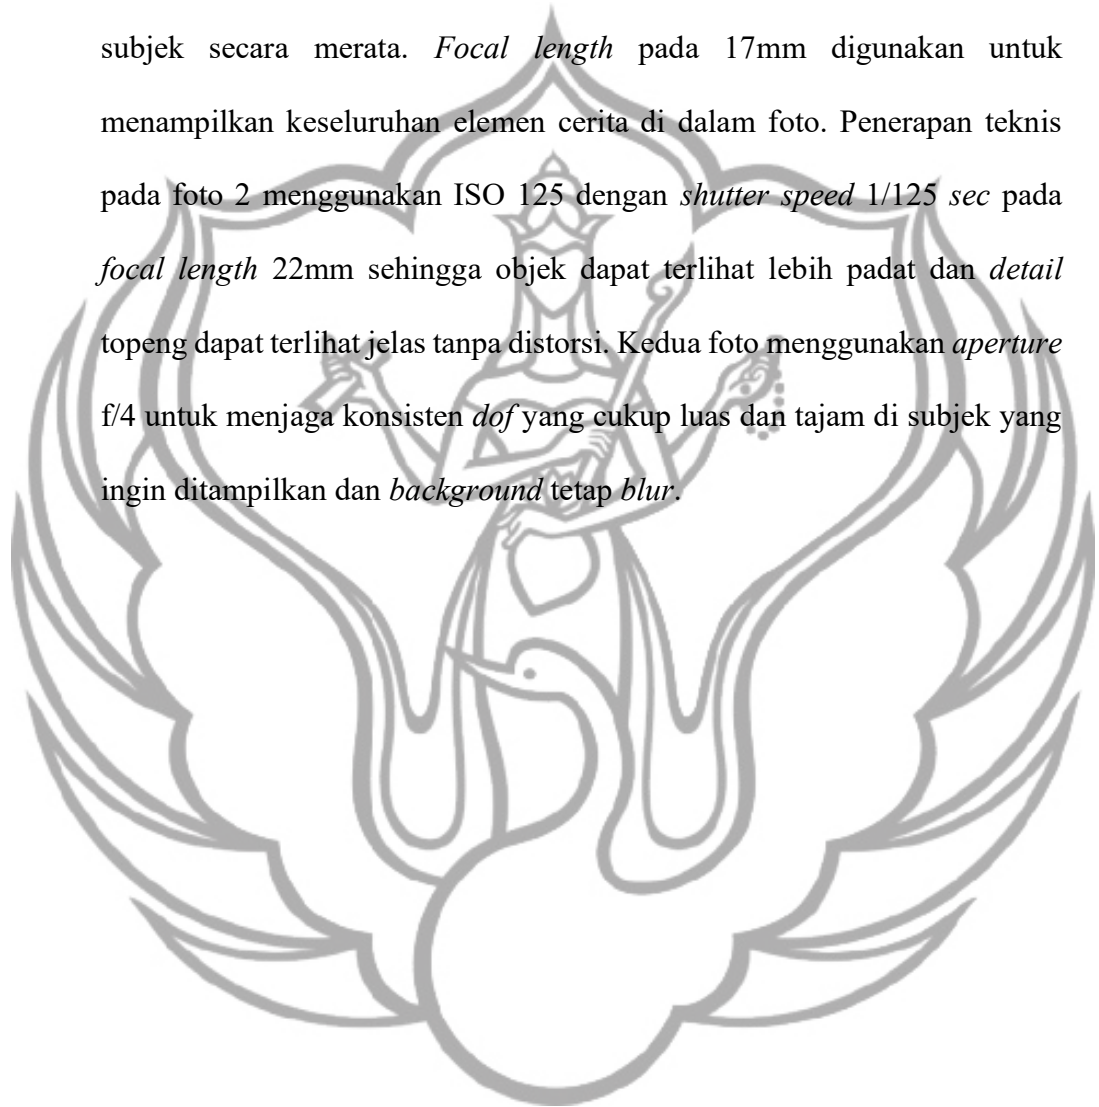 subjek secara merata. Focal length pada 17mm digunakan untuk
menampilkan keseluruhan elemen cerita di dalam foto. Penerapan teknis
pada foto 2 menggunakan ISO 125 dengan shutter speed 1/125 sec pada
focal length 22mm sehingga objek dapat terlihat lebih padat dan detail
topeng dapat terlihat jelas tanpa distorsi. Kedua foto menggunakan aperture
f/4 untuk menjaga konsisten dof yang cukup luas dan tajam di subjek yang
ingin ditampilkan dan background tetap blur.